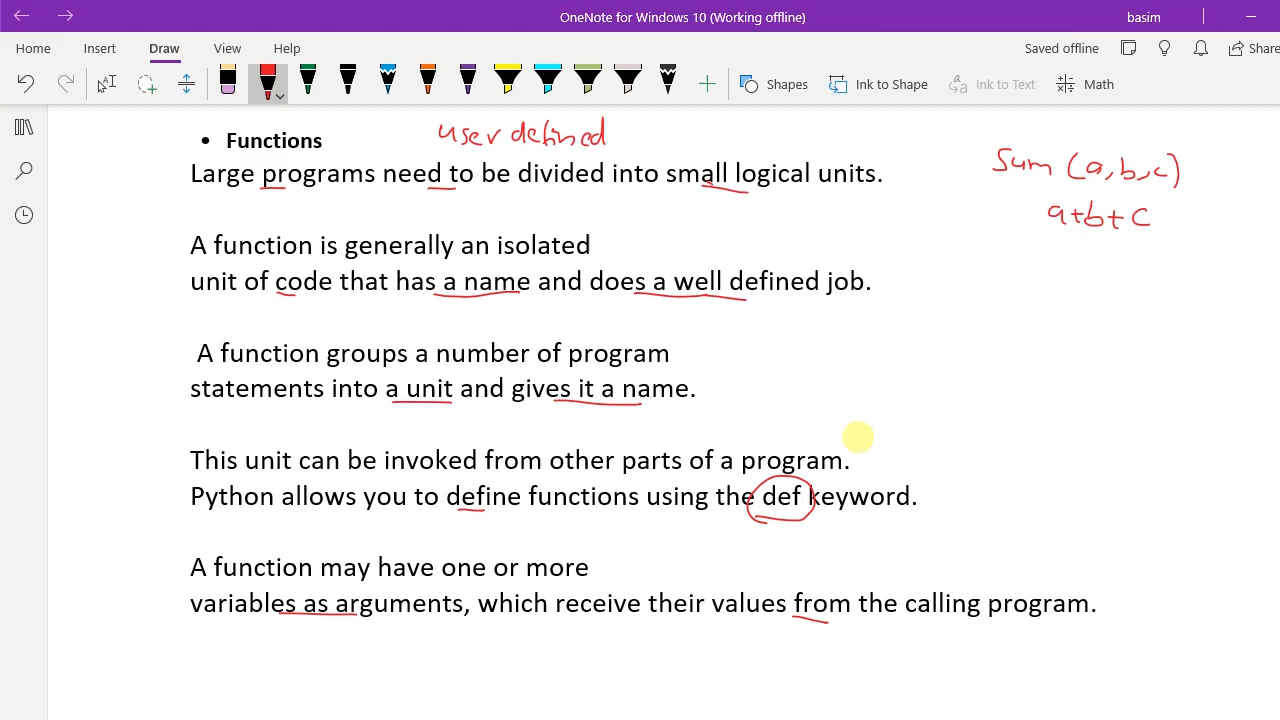 OneNote for Windows 10 (Working offline)
basim
Home Insert Draw View Help
Saved offline
Share
Shapes
Ink to Shape
Ink to Text
Math
• Functions
user defined
Large programs need to be divided into small logical units.
Sum (a,b,c)
a+b+c
A function is generally an isolated
unit of code that has a name and does a well defined job.
A function groups a number of program
statements into a unit and gives it a name.
This unit can be invoked from other parts of a program.
Python allows you to define functions using the def keyword.
A function may have one or more
variables as arguments, which receive their values from the calling program.